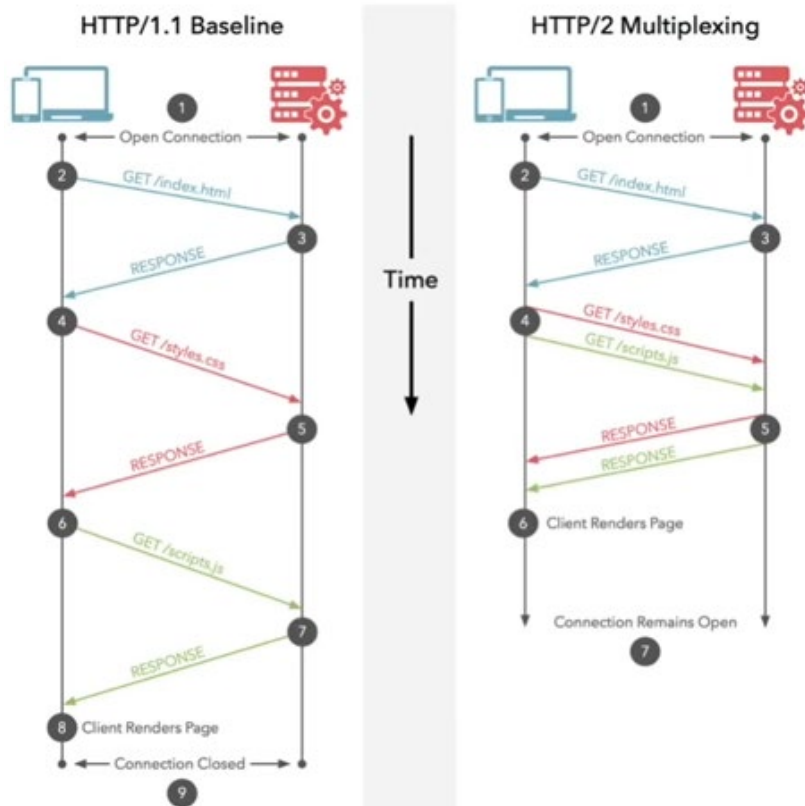 HTTP/1.1 Baseline
1
Open Connection
2
GET /index.html
3
RESPONSE
4
GET /styles.css
5
RESPONSE
6
GET /scripts.js
7
RESPONSE
8 Client Renders Page
Connection Closed
9
Time
HTTP/2 Multiplexing
1
Open Connection
2
GET /index.html
3
RESPONSE
4
GET /styles.css
GET /scripts.js
5
RESPONSE
RESPONSE
6 Client Renders Page
Connection Remains Open
7